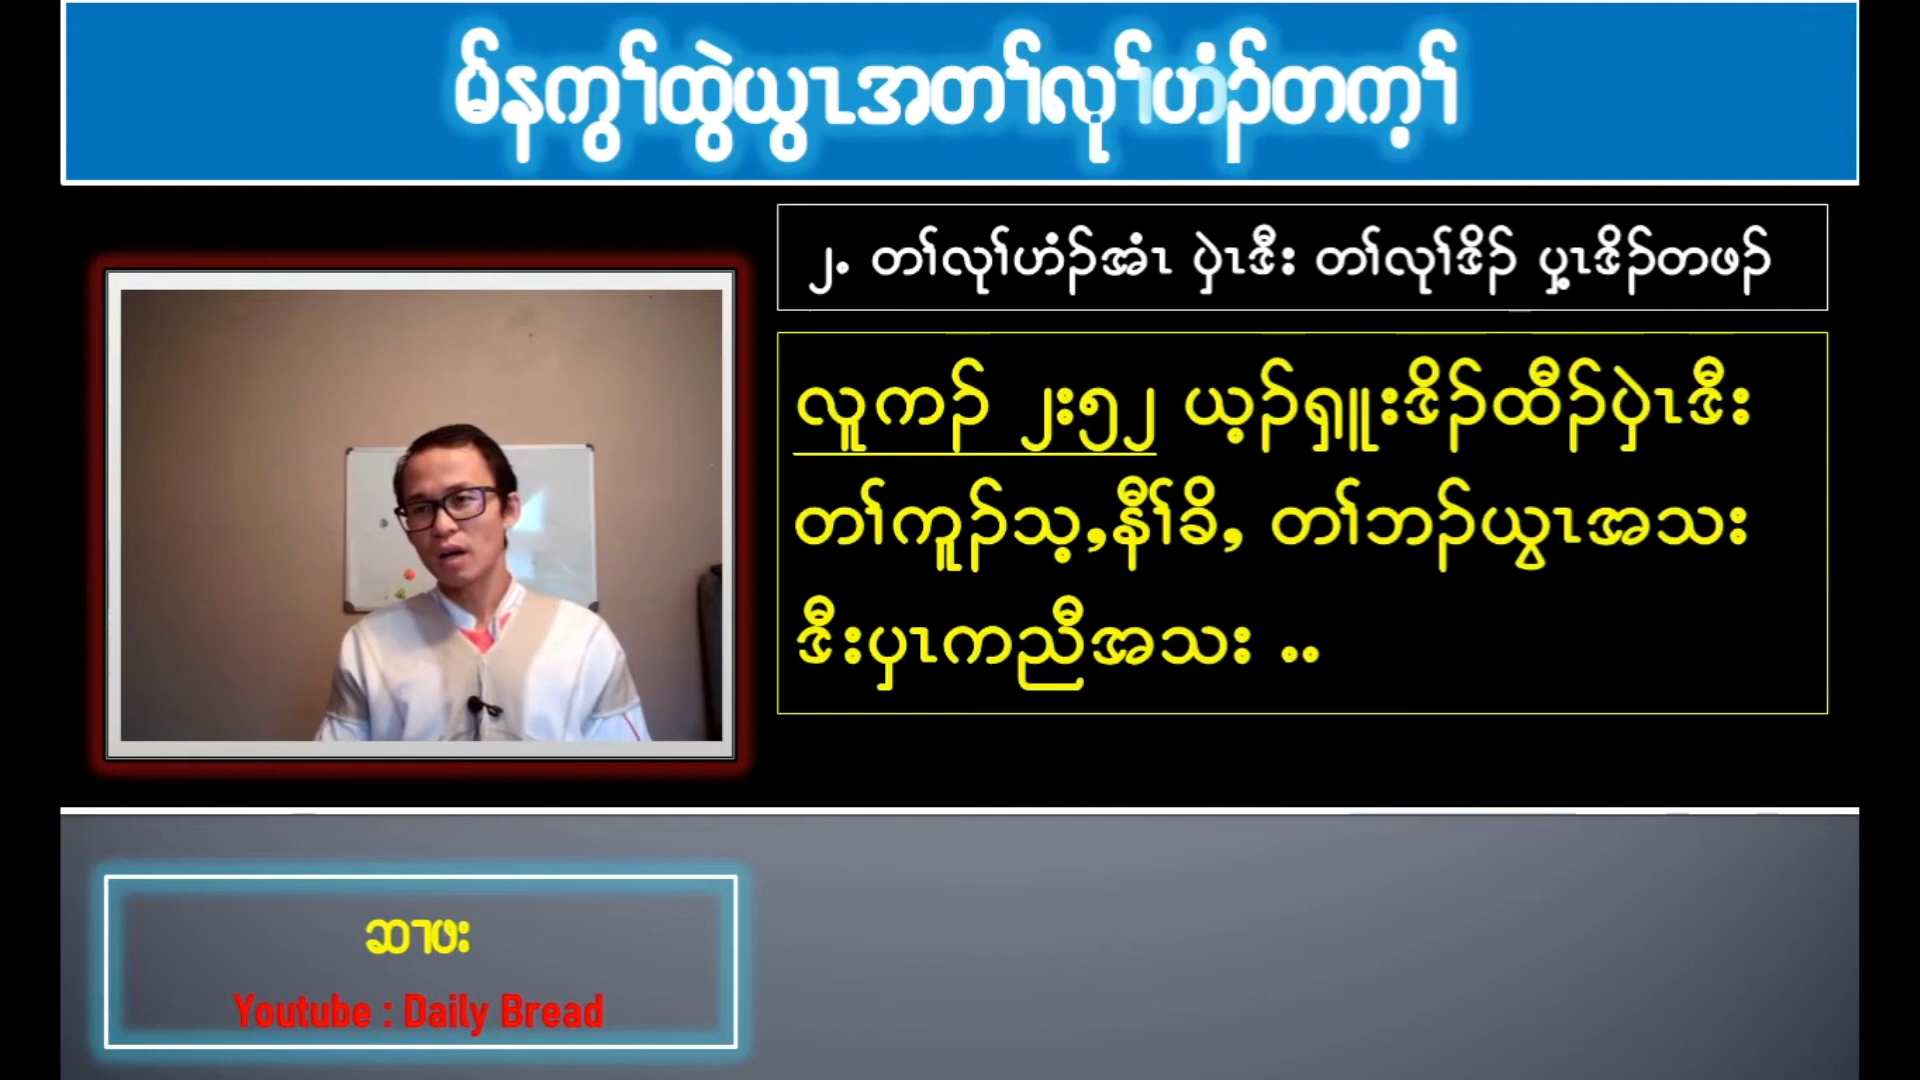 မ်နကွၢ်ထွဲယွၤအတၢ်လုၢ်ဟံၣ်တက့ၢ်
၂. တၢ်လုၢ်ဟံၣ်အံၤ ပှဲၤဒီး တၢ်လုၢ်ဒိၣ် ပှ့ၤဒိၣ်တဖၣ်
လူကၣ် ၂း၅၂ ယ့ၣ်ရှူးဒိၣ်ထီၣ်ပှဲၤဒီး
တၢ်ကူၣ်သ့,နီၢ်ခိ, တၢ်ဘၣ်ယွၤအသး
ဒီးပှၤကညီအသး ..
ဆၢဖး
Youtube : Daily Bread